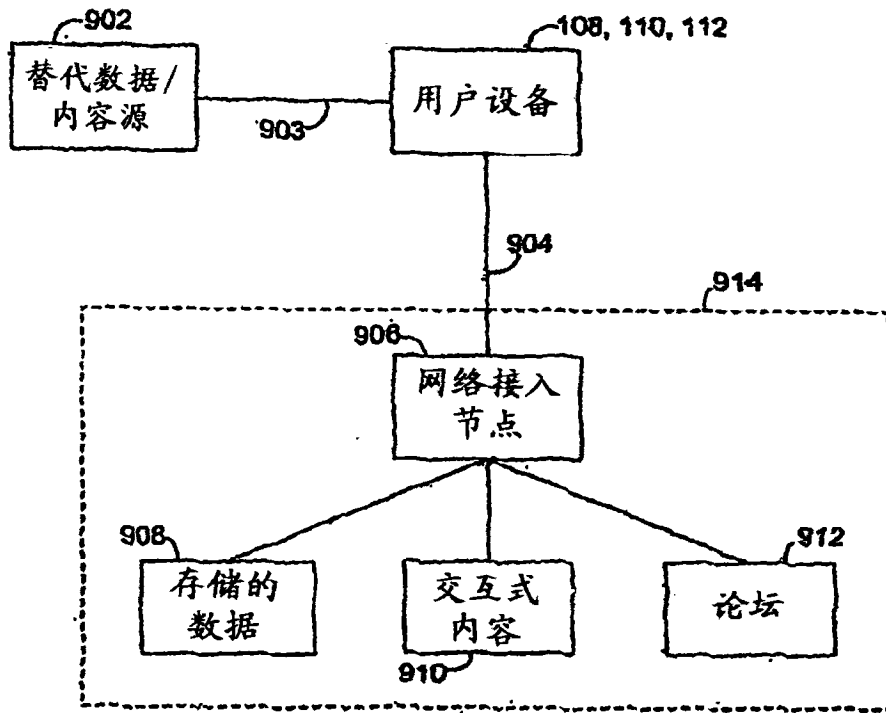 902
108, 110, 112
替代数据/
内容源
用户设备
903
904
914
906
网络接入
节点
908
912
存储的
数据
交互式
内容
论坛
910